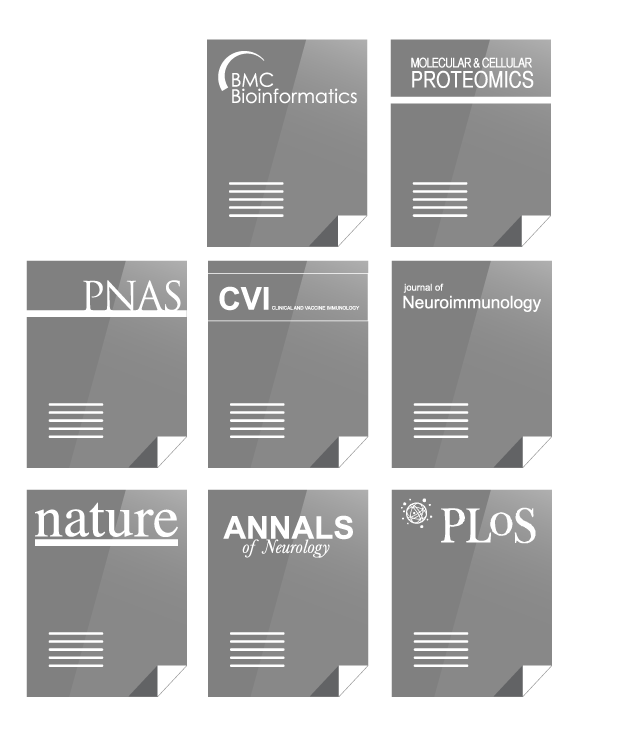 BMC
Bioinformatics
MOLECULAR & CELLULAR
PROTEOMICS
PNAS
CVI CLINICAL AND VACCINE IMMUNOLOGY
journal of
Neuroimmunology
nature
ANNALS
of Neurology
PLoS